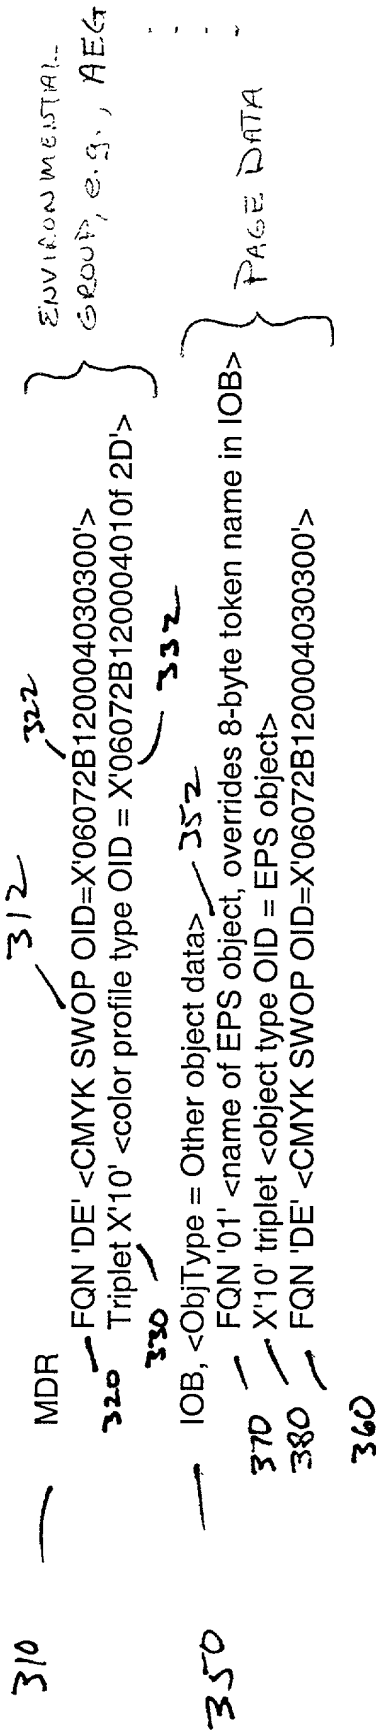 310 MDR
312 322
320 FQN 'DE' <CMYK SWOP OID=X'06072B120004030300'>
Triplet X'10' <color profile type OID = X'06072B120004010f 2D'>
330 332
ENVIRONMENTAL
GROUP, e.g., AEG
350 IOB, <ObjType = Other object data> 352
370 FQN '01' <name of EPS object, overrides 8-byte token name in IOB>
380 X'10' triplet <object type OID = EPS object>
360 FQN 'DE' <CMYK SWOP OID=X'06072B120004030300'>
PAGE DATA